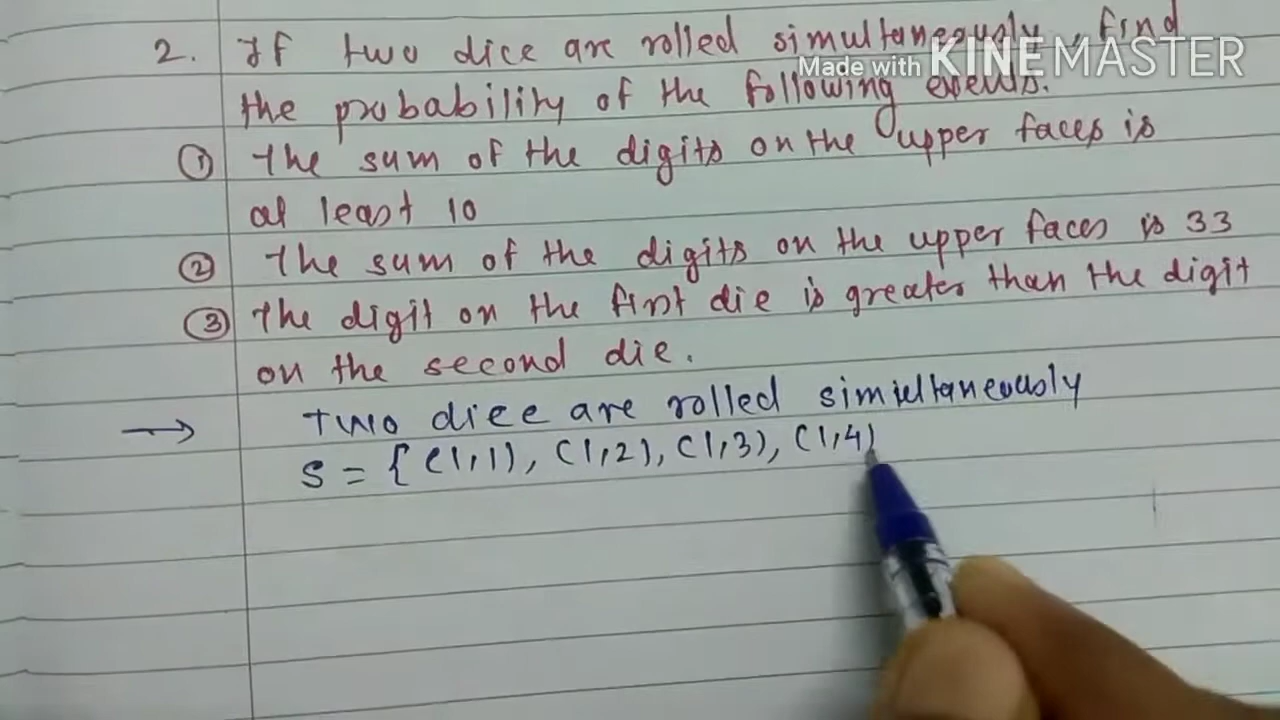 2. If two dice are rolled simultaneously, find
Made with KINEMASTER
the probability of the following events.
① The sum of the digits on the upper faces is
at least 10
② The sum of the digits on the upper faces is 33
③ The digit on the first die is greater than the digit
on the second die.
→ Two dice are rolled simultaneously
S = { (1,1), (1,2), (1,3), (1,4)